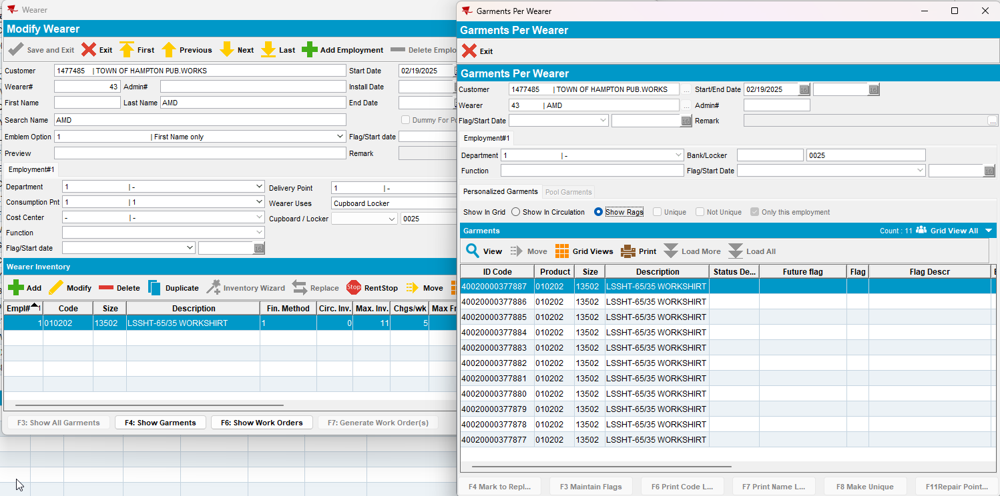 Wearer
Modify Wearer
Save and Exit Exit First Previous Next Last Add Employment Delete Emplo
Customer 1477485 | TOWN OF HAMPTON PUB.WORKS Start Date 02/19/2025
Wearer# 43 Admin# Install Date
First Name Last Name AMD End Date
Search Name AMD Dummy For Po
Emblem Option 1 | First Name only Flag/Start date
Preview Remark
Employment#1
Department 1 | - Delivery Point 1 | -
Consumption Pnt 1 | 1 Wearer Uses Cupboard Locker
Cost Center - | - Cupboard / Locker 0025
Function
Flag/Start date 16
Wearer Inventory
Add Modify Delete Duplicate Inventory Wizard Replace Stop RentStop Move
Empl# 1 Code Size Description Fin. Method Circ. Inv. Max. Inv. Chgs/wk Max Fr
1 010202 13502 LSSHT-65/35 WORKSHIRT 1 0 11 5
F3: Show All Garments F4: Show Garments F6: Show Work Orders F7: Generate Work Order(s)
Garments Per Wearer
Garments Per Wearer
Exit
Garments Per Wearer
Customer 1477485 | TOWN OF HAMPTON PUB.WORKS ... Start/End Date 02/19/2025 16 16
Wearer 43 | AMD ... Admin#
Flag/Start Date 16 Remark ...
Employment#1
Department 1 | - Bank/Locker 0025
Function Flag/Start Date 16
Personalized Garments Pool Garments
Show In Grid Show In Circulation Show Rags Unique Not Unique Only this employment
Garments Count : 11 Grid View All
View Move Grid Views Print Load More Load All
ID Code Product Size Description Status De... Future flag Flag Flag Descr
40020000377887 010202 13502 LSSHT-65/35 WORKSHIRT
40020000377886 010202 13502 LSSHT-65/35 WORKSHIRT
40020000377885 010202 13502 LSSHT-65/35 WORKSHIRT
40020000377884 010202 13502 LSSHT-65/35 WORKSHIRT
40020000377883 010202 13502 LSSHT-65/35 WORKSHIRT
40020000377882 010202 13502 LSSHT-65/35 WORKSHIRT
40020000377881 010202 13502 LSSHT-65/35 WORKSHIRT
40020000377880 010202 13502 LSSHT-65/35 WORKSHIRT
40020000377879 010202 13502 LSSHT-65/35 WORKSHIRT
40020000377878 010202 13502 LSSHT-65/35 WORKSHIRT
40020000377877 010202 13502 LSSHT-65/35 WORKSHIRT
F4 Mark to Repl... F3 Maintain Flags F6 Print Code L... F7 Print Name L... F8 Make Unique F11Repair Point...